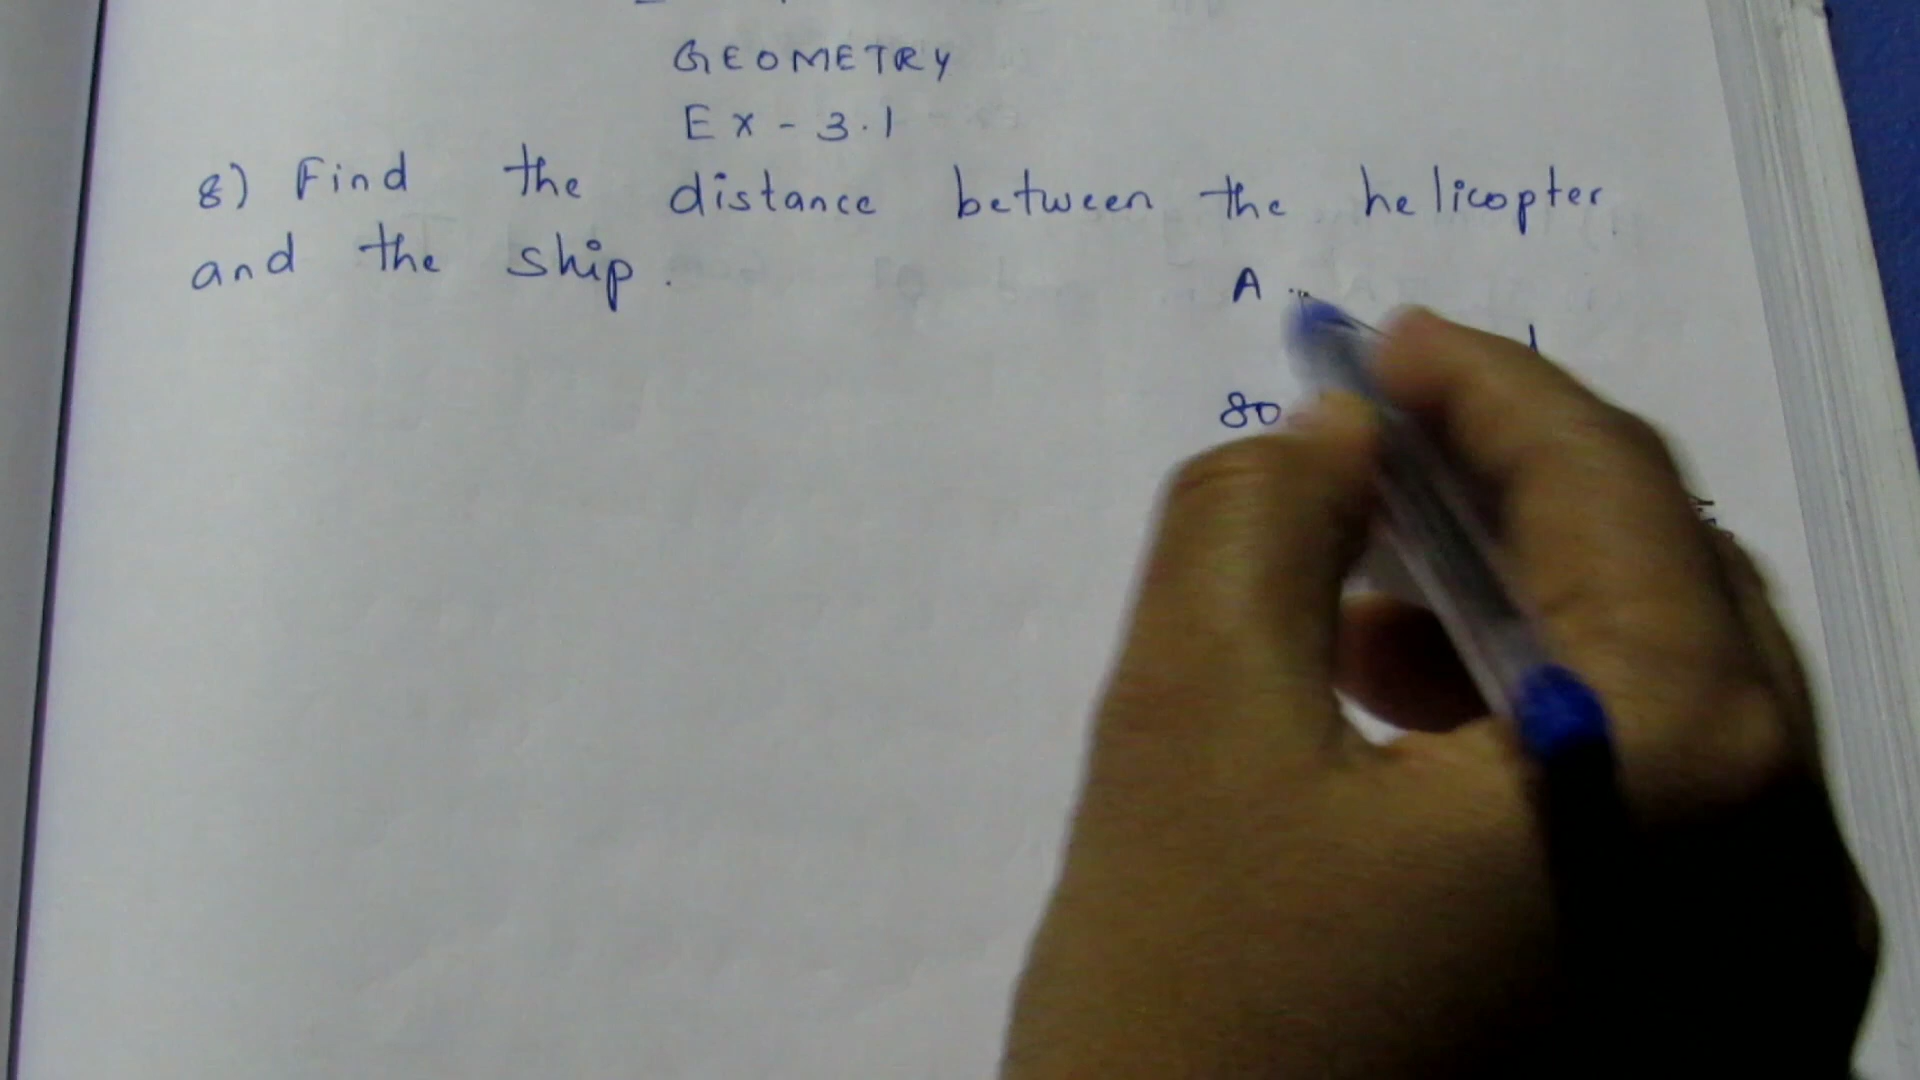 GEOMETRY
Ex - 3.1
8) Find the distance between the helicopter
and the ship.
A
80